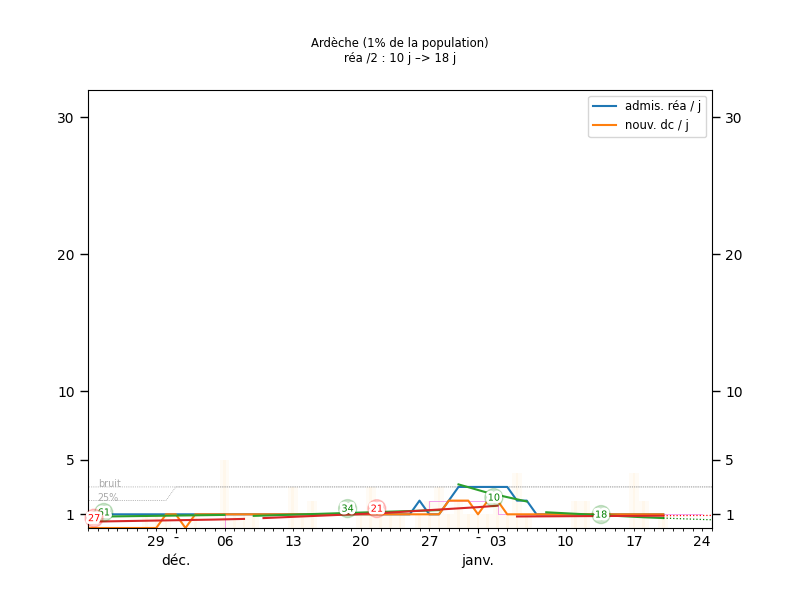 Ardèche (1% de la population)
réa /2 : 10 j –> 18 j
admis. réa / j
nouv. dc / j
30 30
20 20
10 10
5 5
bruit
25%
1 1
27 61 34 21 10 18
29 - 06 13 20 27 - 03 10 17 24
déc. janv.